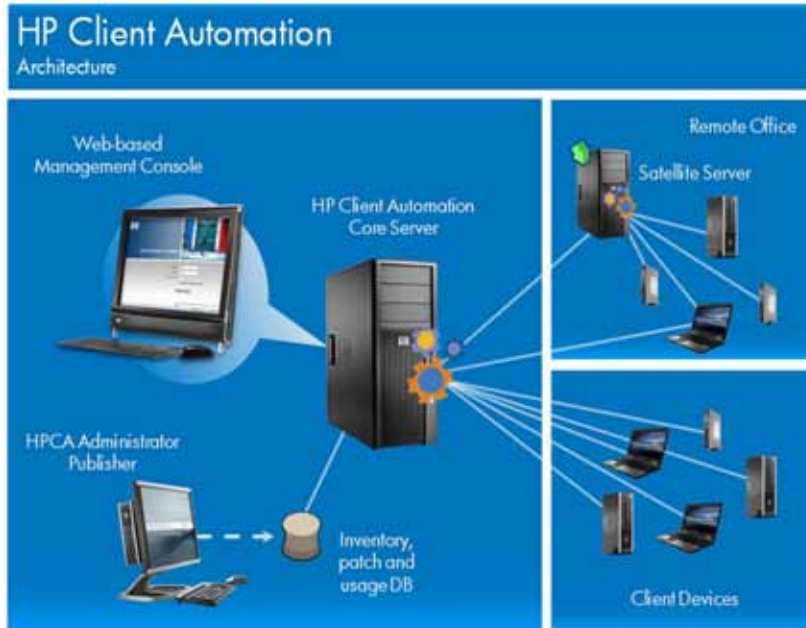 HP Client Automation
Architecture
Web-based
Management Console
HP Client Automation
Core Server
HPCA Administrator
Publisher
Inventory,
patch and
usage DB
Remote Office
Satellite Server
Client Devices